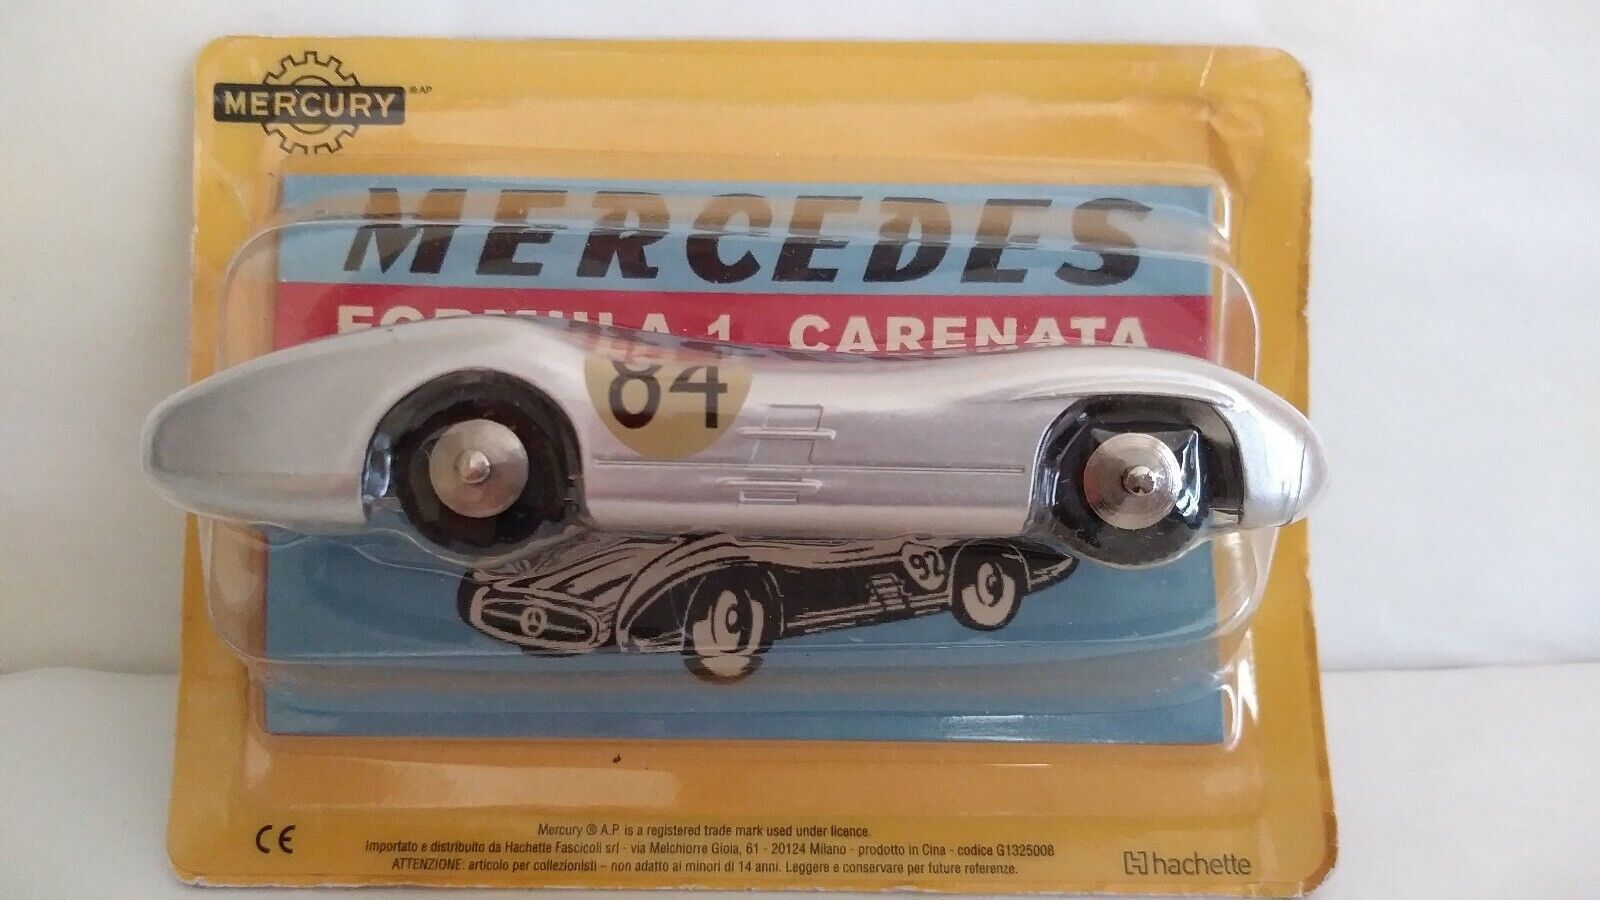 MERCURY ® AP
MERCEDES
FORMULA 1 CARENATA
84
92
CE
Mercury ® A.P. is a registered trade mark used under licence.
Importato e distribuito da Hachette Fascicoli srl - via Melchiorre Gioia, 61 - 20124 Milano - prodotto in Cina - codice G1325008
ATTENZIONE: articolo per collezionisti – non adatto ai minori di 14 anni. Leggere e conservare per future referenze.
hachette